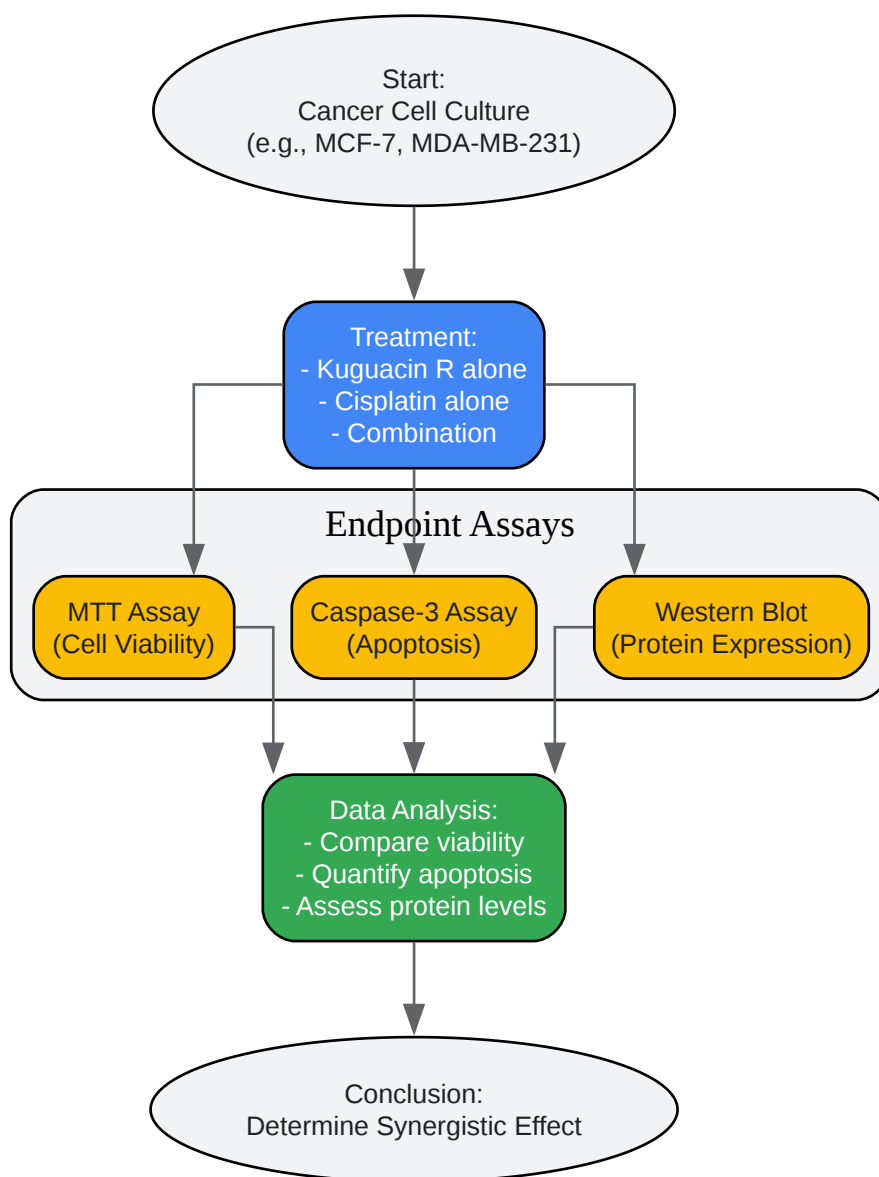 Start:
Cancer Cell Culture
(e.g., MCF-7, MDA-MB-231)
Treatment:
- Kuguacin R alone
- Cisplatin alone
- Combination
Endpoint Assays
MTT Assay
(Cell Viability)
Caspase-3 Assay
(Apoptosis)
Western Blot
(Protein Expression)
Data Analysis:
- Compare viability
- Quantify apoptosis
- Assess protein levels
Conclusion:
Determine Synergistic Effect